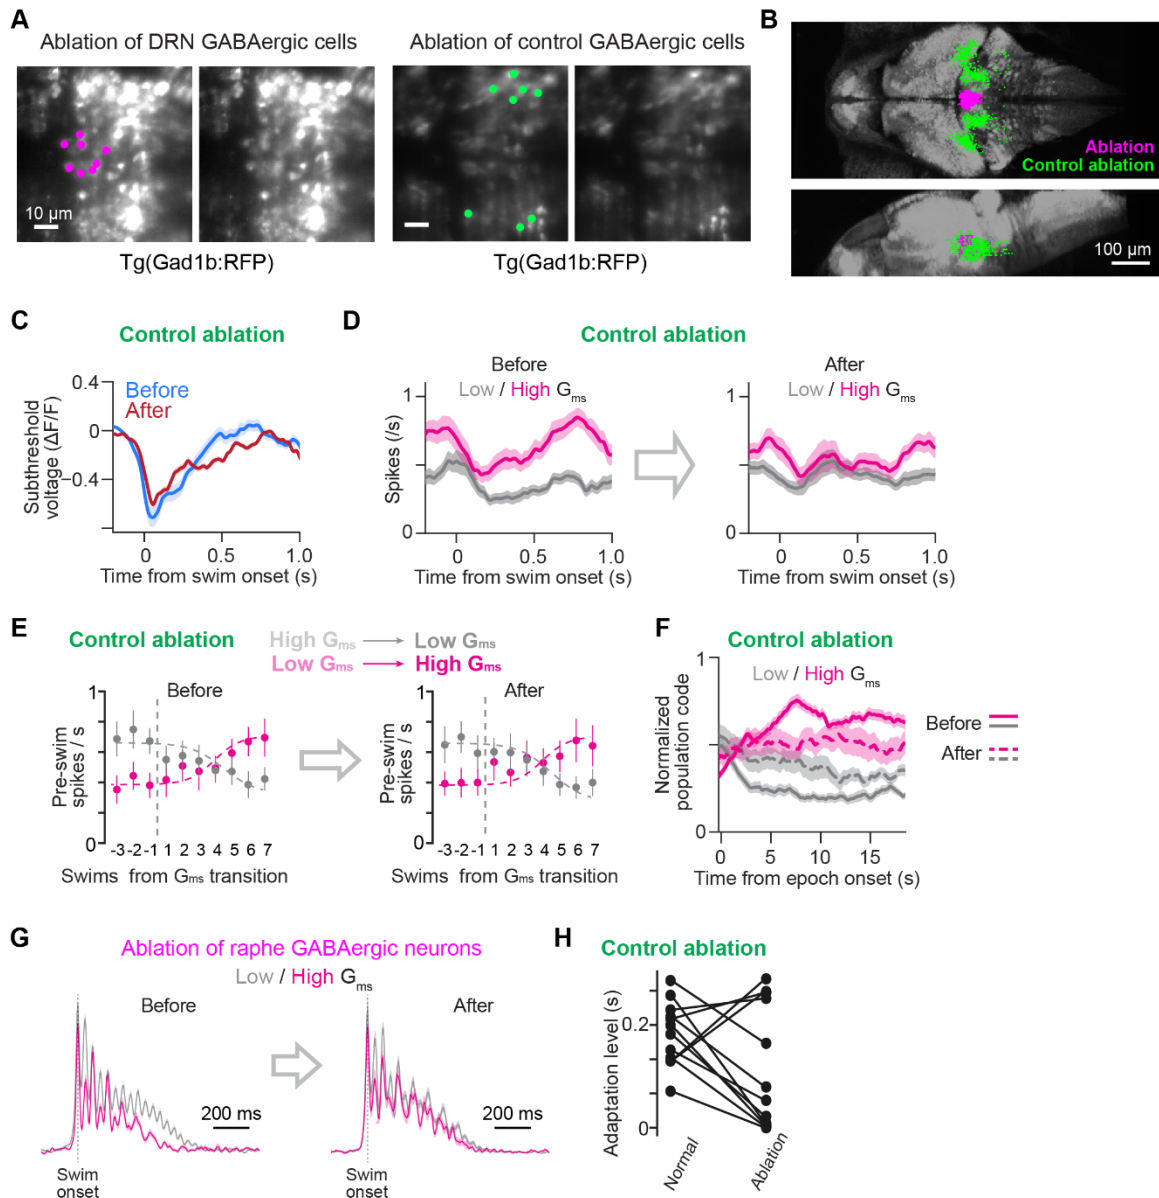 A
Ablation of DRN GABAergic cells
Ablation of control GABAergic cells
10 µm
Tg(Gad1b:RFP)
Tg(Gad1b:RFP)
B
Ablation
Control ablation
100 µm
C
Control ablation
Before
After
Subthreshold
voltage (ΔF/F)
0.4
0
−0.4
0
0.5
1.0
Time from swim onset (s)
D
Control ablation
Before
Low / High Gms
After
Low / High Gms
Spikes (/s)
1
0
0
0.5
1.0
Time from swim onset (s)
1
0
0
0.5
1.0
Time from swim onset (s)
E
Control ablation
High Gms
Low Gms
Low Gms
High Gms
Before
After
Pre-swim
spikes / s
1
0
-3 -2 -1 1 2 3 4 5 6 7
Swims from Gms transition
Pre-swim
spikes / s
1
0
-3 -2 -1 1 2 3 4 5 6 7
Swims from Gms transition
F
Control ablation
Low / High Gms
Before
After
Normalized
population code
1
0
0
5
10
15
Time from epoch onset (s)
G
Ablation of raphe GABAergic neurons
Low / High Gms
Before
After
200 ms
200 ms
Swim
onset
Swim
onset
H
Control ablation
Adaptation level (s)
0.2
0
Normal
Ablation